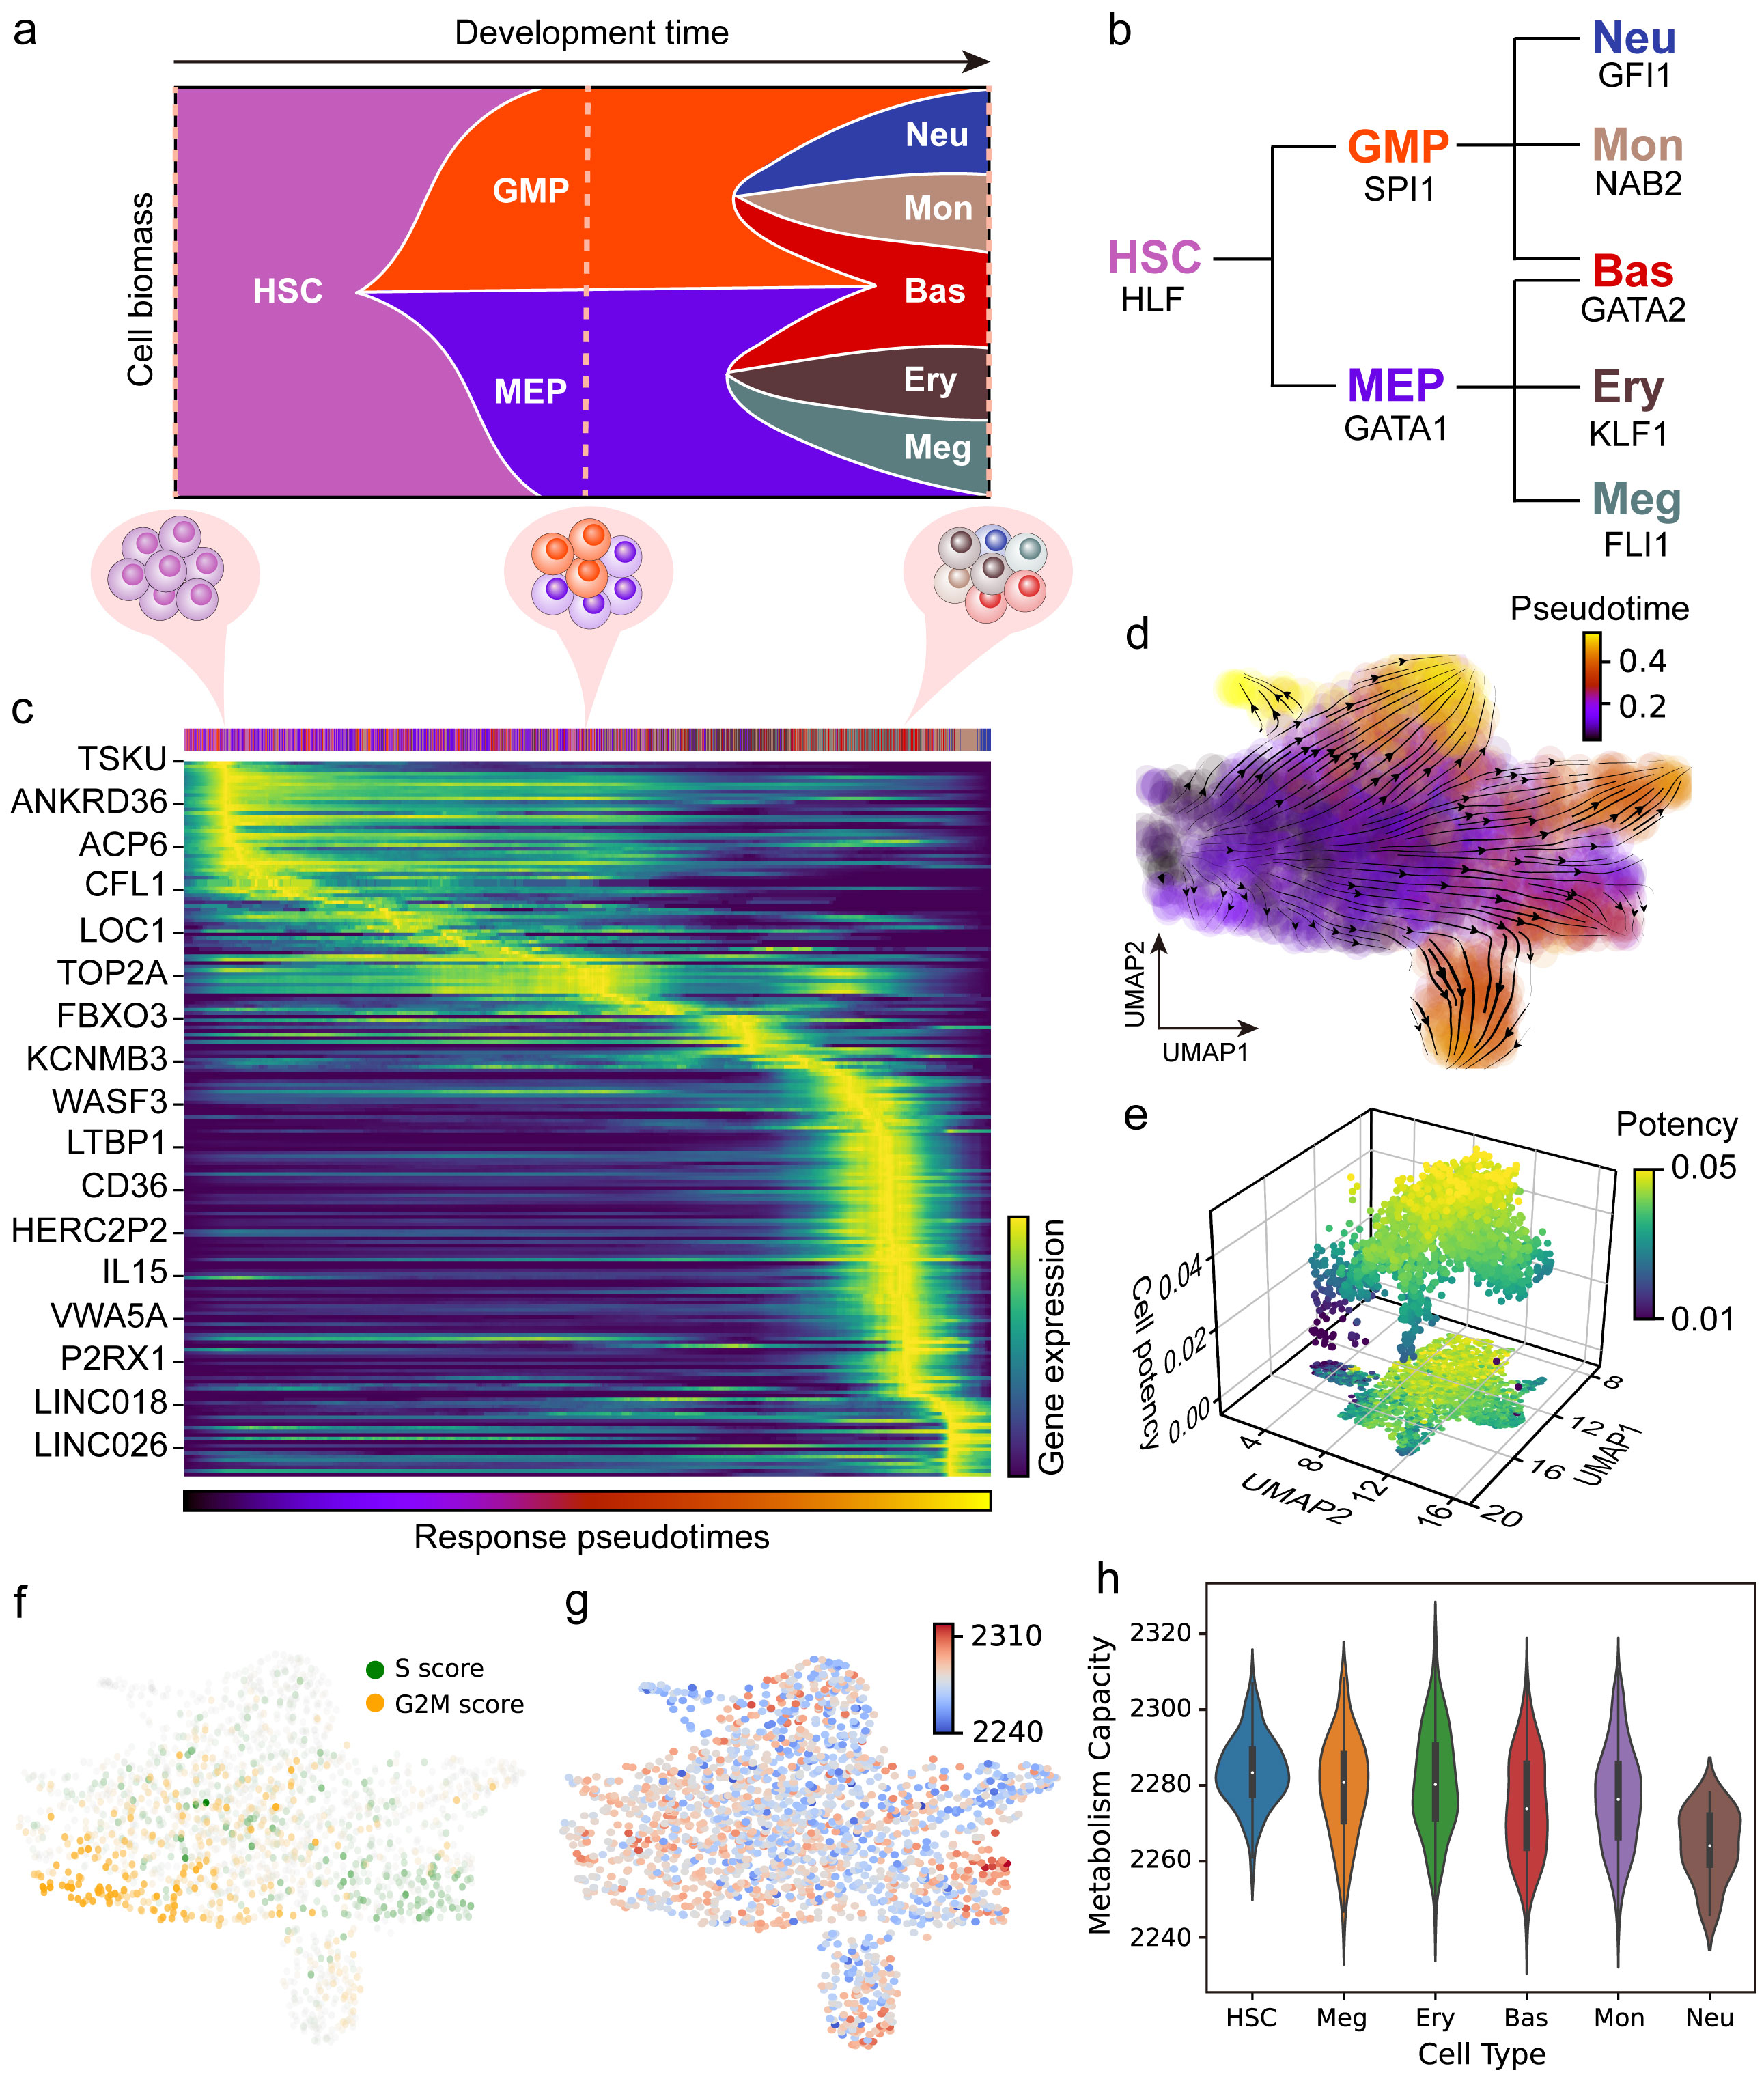 a
Development time
Cell biomass
HSC
GMP
MEP
Neu
Mon
Bas
Ery
Meg
b
HSC
HLF
GMP
SPI1
MEP
GATA1
Neu
GFI1
Mon
NAB2
Bas
GATA2
Ery
KLF1
Meg
FLI1
c
TSKU
ANKRD36
ACP6
CFL1
LOC1
TOP2A
FBXO3
KCNMB3
WASF3
LTBP1
CD36
HERC2P2
IL15
VWA5A
P2RX1
LINC018
LINC026
Gene expression
Response pseudotimes
d
Pseudotime
0.4
0.2
UMAP2
UMAP1
e
Potency
0.05
0.01
Cell potency
0.04
0.02
0.00
4
8
12
16
UMAP2
8
12
16
20
UMAP1
f
S score
G2M score
g
2310
2240
h
Metabolism Capacity
2320
2300
2280
2260
2240
HSC
Meg
Ery
Bas
Mon
Neu
Cell Type